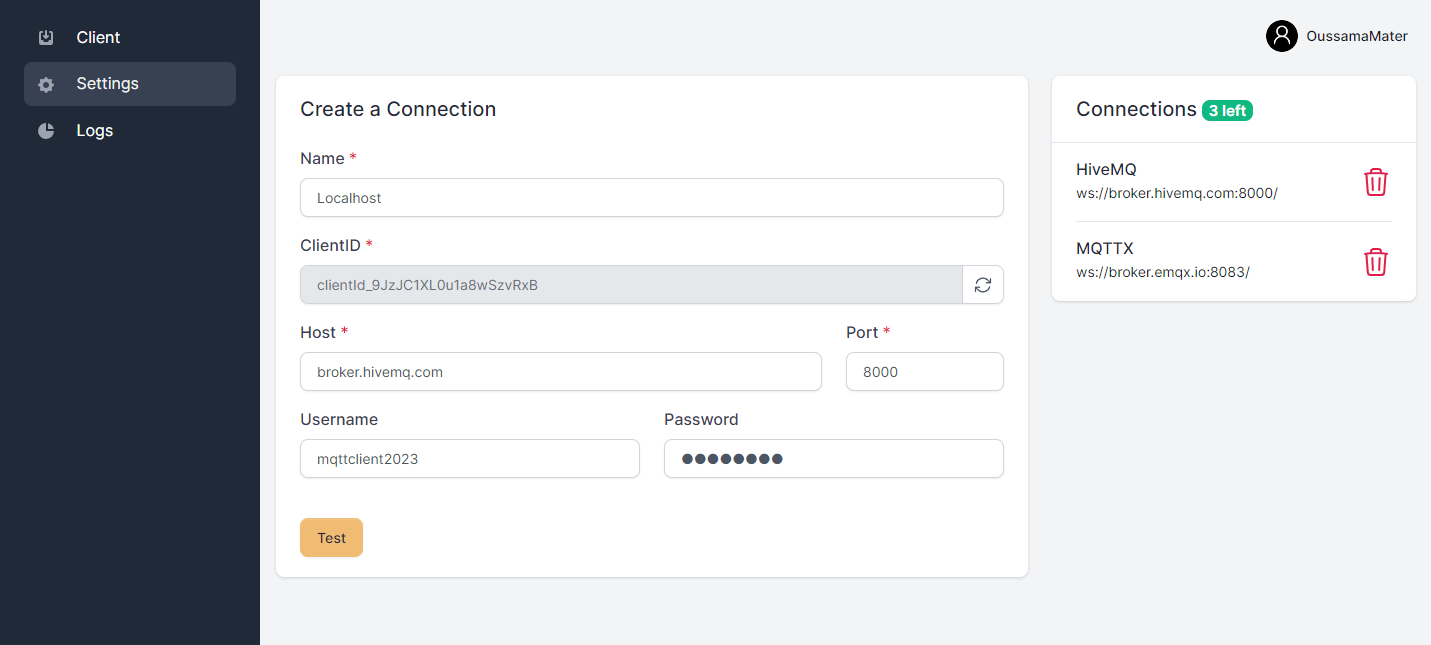 Client
Settings
Logs
OussamaMater
Create a Connection
Name *
Localhost
ClientID *
clientId_9JzJC1XL0u1a8wSzvRxB
Host *
Port *
broker.hivemq.com
8000
Username
Password
mqttclient2023
●●●●●●●●
Test
Connections 3 left
HiveMQ
ws://broker.hivemq.com:8000/
MQTTX
ws://broker.emqx.io:8083/